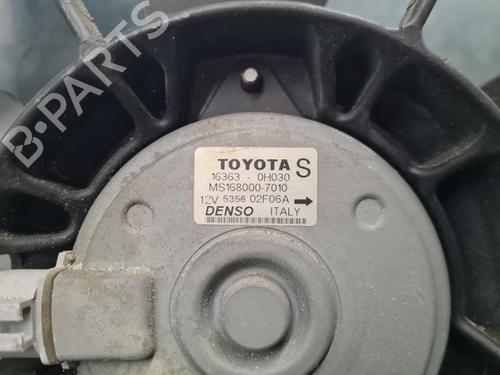 B-PARTS
TOYOTA S
16363 - 0H030
MS168000-7010
12V 5356 02F06A
DENSO ITALY